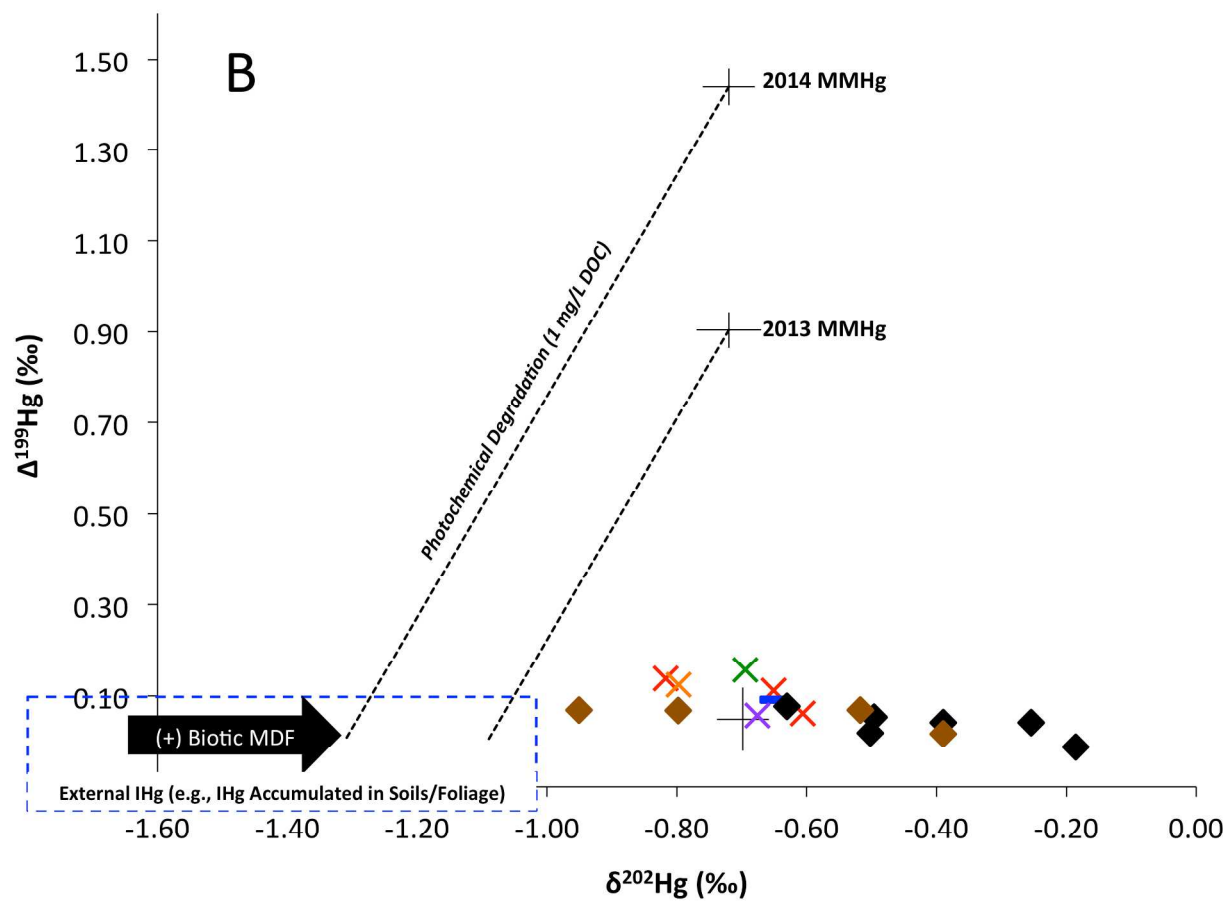 B
1.50
1.30
1.10
0.90
0.70
0.50
0.30
0.10
Δ¹⁹⁹Hg (‰)
2014 MMHg
2013 MMHg
Photochemical Degradation (1 mg/L DOC)
(+) Biotic MDF
External IHg (e.g., IHg Accumulated in Soils/Foliage)
-1.60 -1.40 -1.20 -1.00 -0.80 -0.60 -0.40 -0.20 0.00
δ²⁰²Hg (‰)